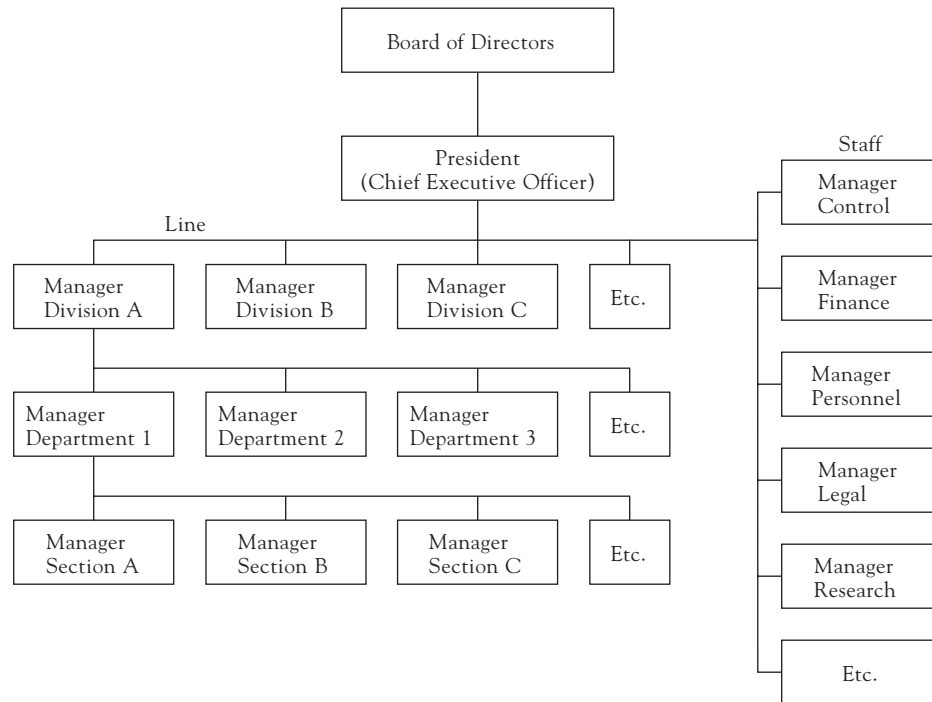 Board of Directors
President
(Chief Executive Officer)
Staff
Manager
Control
Line
Manager
Division A
Manager
Division B
Manager
Division C
Etc.
Manager
Finance
Manager
Personnel
Manager
Department 1
Manager
Department 2
Manager
Department 3
Etc.
Manager
Legal
Manager
Section A
Manager
Section B
Manager
Section C
Etc.
Manager
Research
Etc.